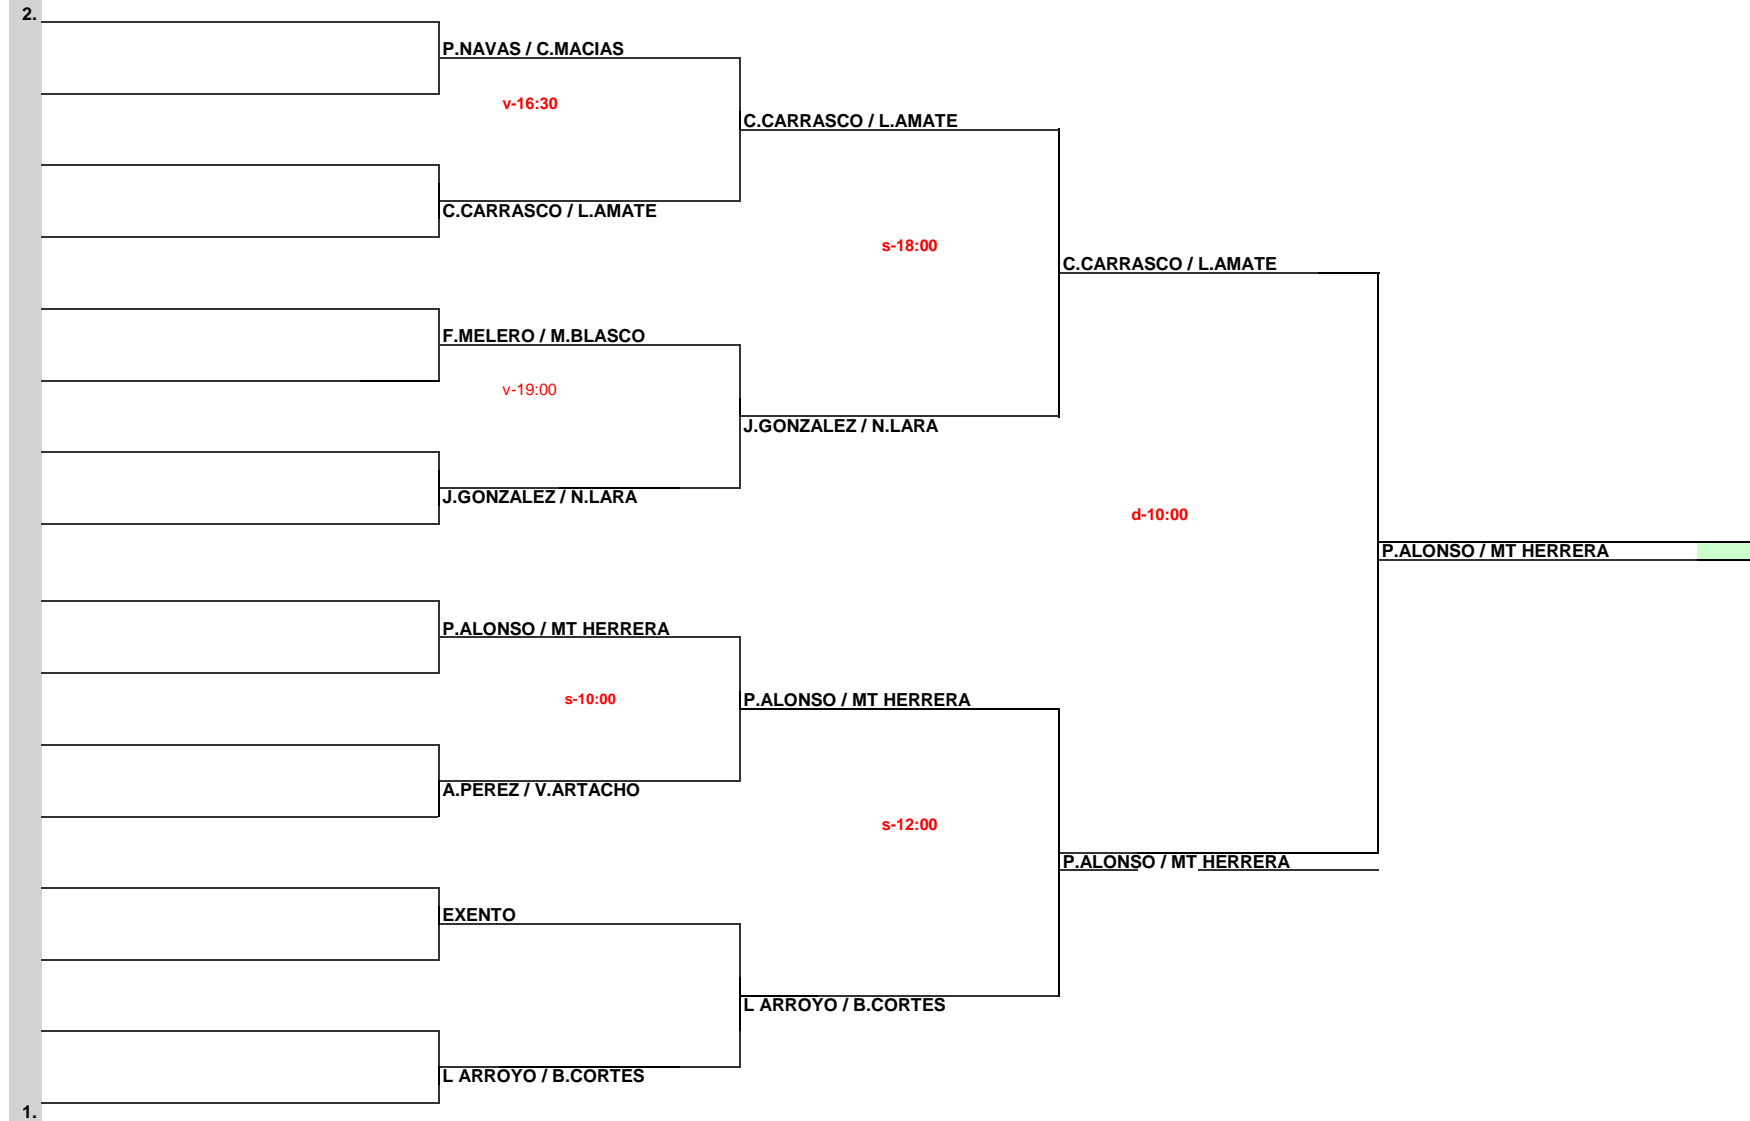 2.
P.NAVAS / C.MACIAS
v-16:30
C.CARRASCO / L.AMATE
C.CARRASCO / L.AMATE
s-18:00
C.CARRASCO / L.AMATE
F.MELERO / M.BLASCO
v-19:00
J.GONZALEZ / N.LARA
J.GONZALEZ / N.LARA
d-10:00
P.ALONSO / MT HERRERA
P.ALONSO / MT HERRERA
s-10:00
P.ALONSO / MT HERRERA
A.PEREZ / V.ARTACHO
s-12:00
P.ALONSO / MT HERRERA
EXENTO
L ARROYO / B.CORTES
L ARROYO / B.CORTES
1.